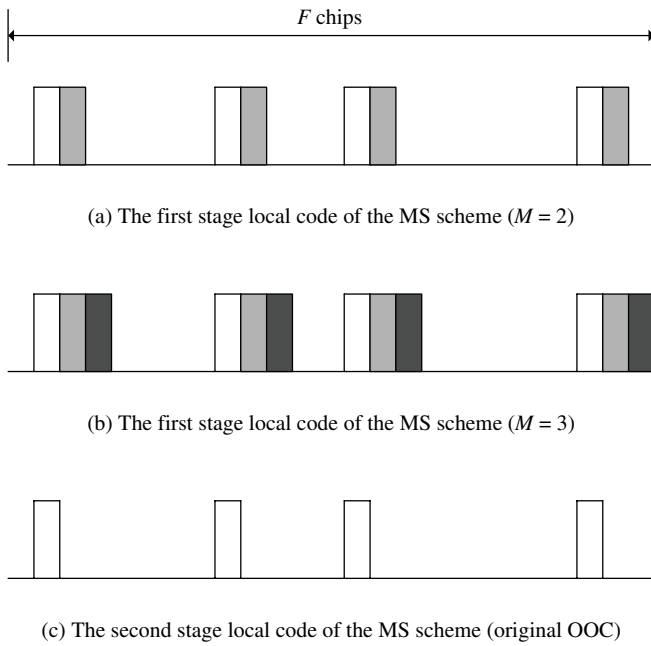 F chips
(a) The first stage local code of the MS scheme (M = 2)
(b) The first stage local code of the MS scheme (M = 3)
(c) The second stage local code of the MS scheme (original OOC)